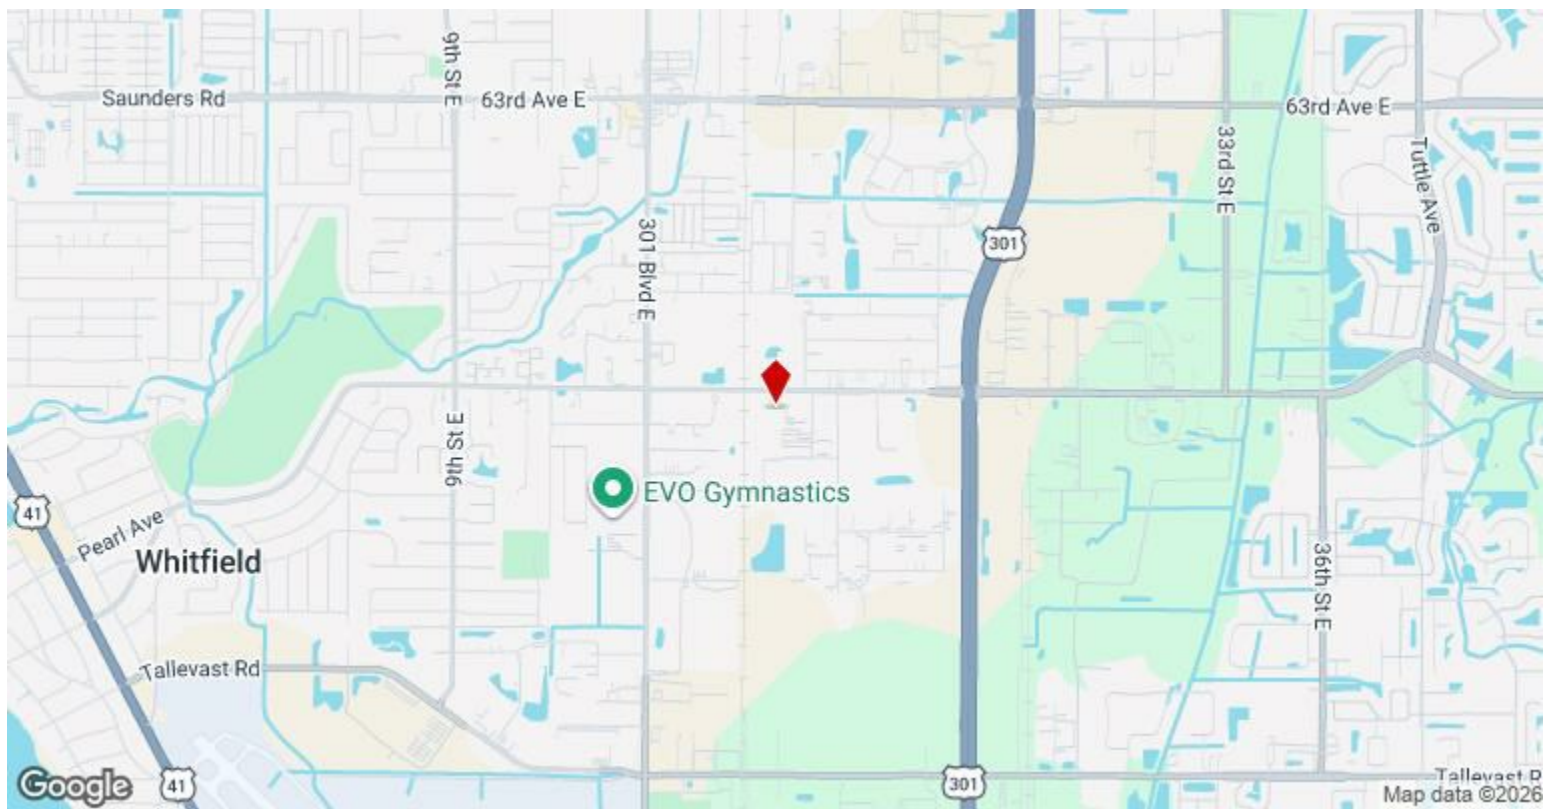 9th St E
Saunders Rd
63rd Ave E
63rd Ave E
33rd St E
Tuttle Ave
301 Blvd E
301
9th St E
EVO Gymnastics
41
Pearl Ave
Whitfield
36th St E
Tallevast Rd
Google
41
301
Tallevast R
Map data ©2026